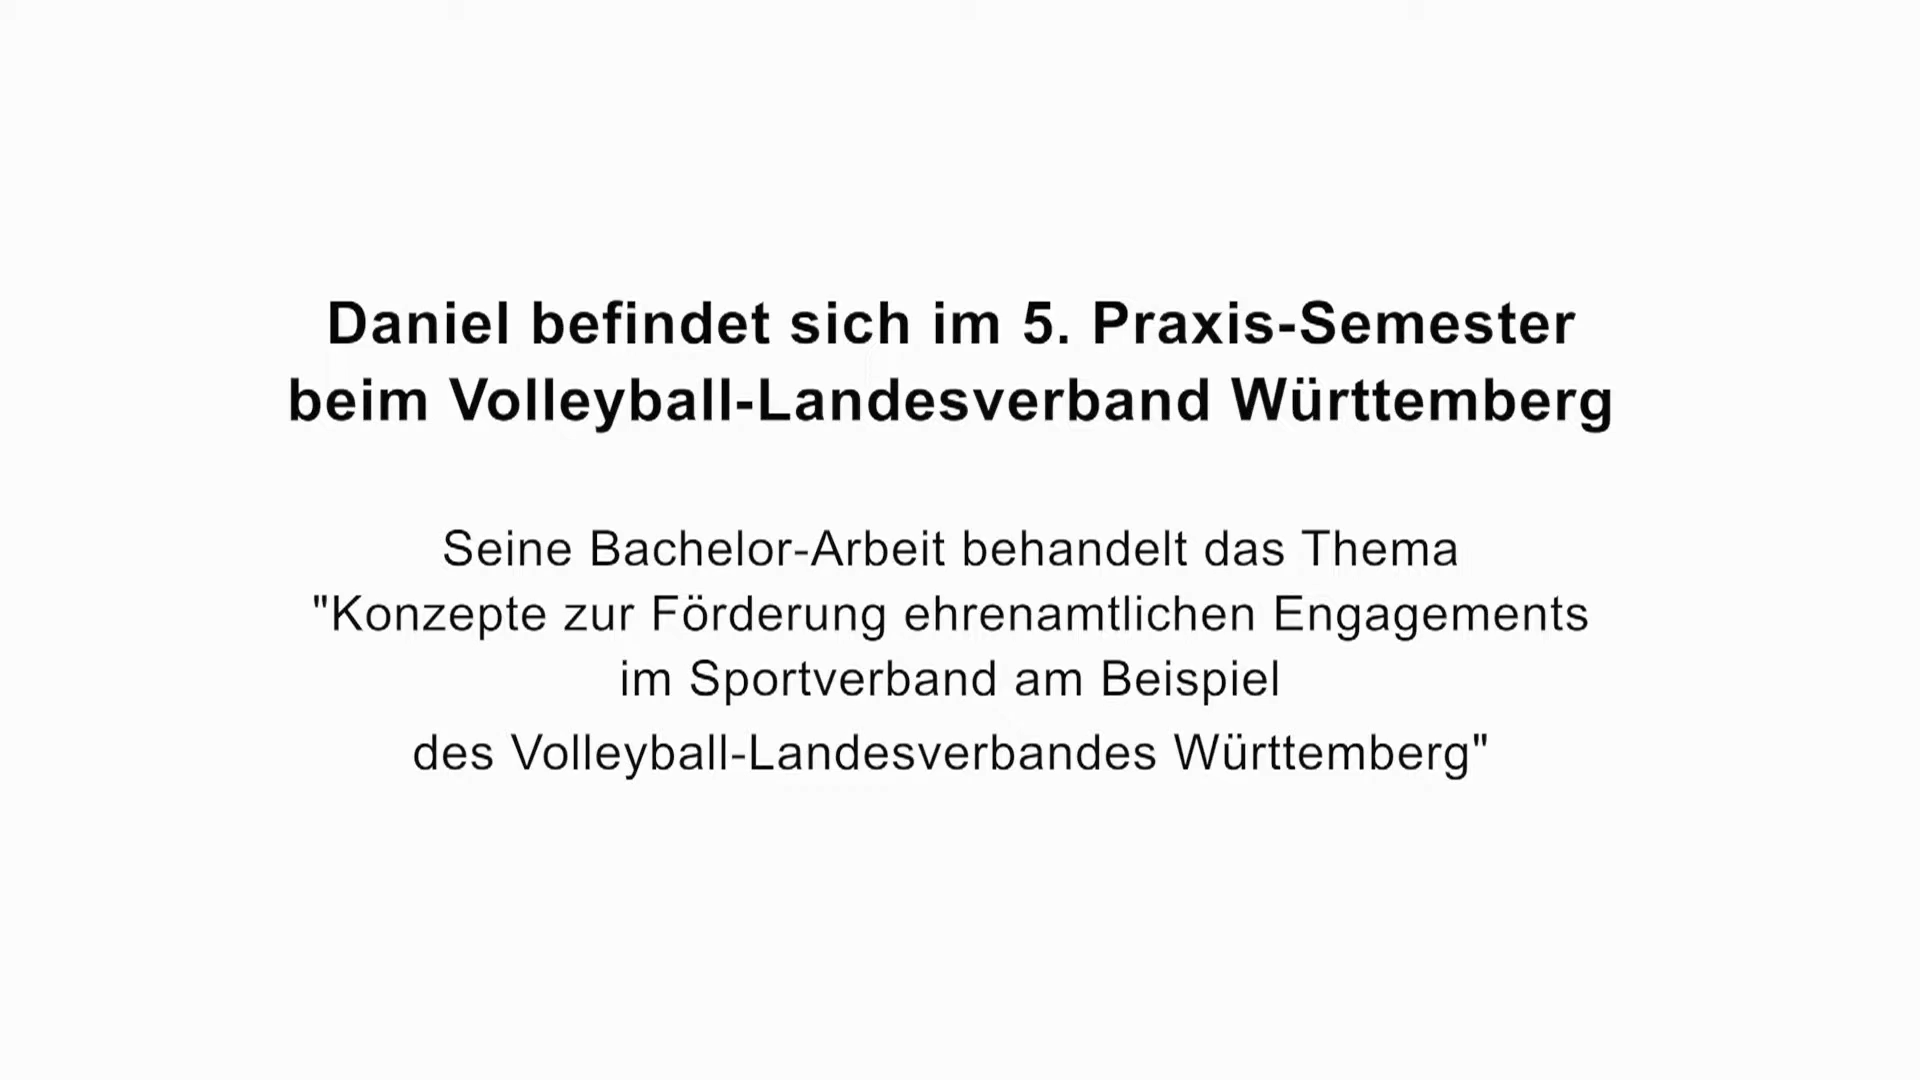 Daniel befindet sich im 5. Praxis-Semester
beim Volleyball-Landesverband Württemberg
Seine Bachelor-Arbeit behandelt das Thema
"Konzepte zur Förderung ehrenamtlichen Engagements
im Sportverband am Beispiel
des Volleyball-Landesverbandes Württemberg"